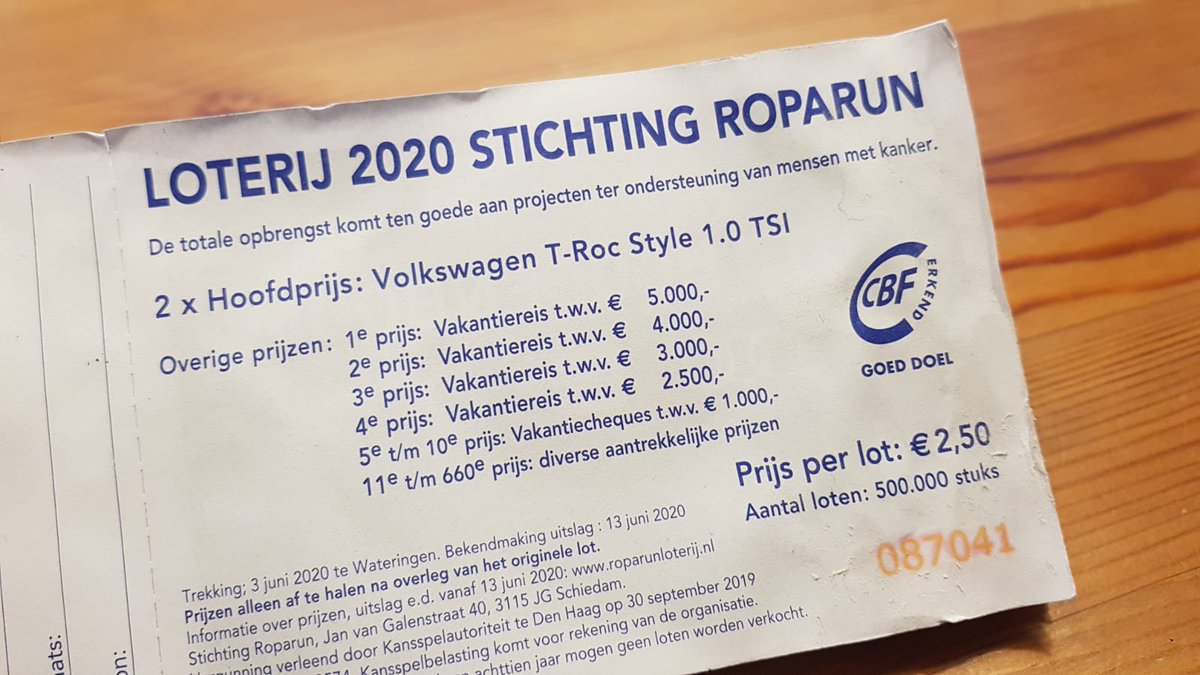 LOTERIJ 2020 STICHTING ROPARUN
De totale opbrengst komt ten goede aan projecten ter ondersteuning van mensen met kanker.
2 x Hoofdprijs: Volkswagen T-Roc Style 1.0 TSI
Overige prijzen: 1e prijs: Vakantiereis t.w.v. € 5.000,-
2e prijs: Vakantiereis t.w.v. € 4.000,-
3e prijs: Vakantiereis t.w.v. € 3.000,-
4e prijs: Vakantiereis t.w.v. € 2.500,-
5e t/m 10e prijs: Vakantiecheques t.w.v. € 1.000,-
11e t/m 660e prijs: diverse aantrekkelijke prijzen
CBF
ERKEND
GOED DOEL
Prijs per lot: € 2,50
Aantal loten: 500.000 stuks
087041
Trekking; 3 juni 2020 te Wateringen. Bekendmaking uitslag : 13 juni 2020
Prijzen alleen af te halen na overleg van het originele lot.
Informatie over prijzen, uitslag e.d. vanaf 13 juni 2020: www.roparunloterij.nl
Stichting Roparun, Jan van Galenstraat 40, 3115 JG Schiedam.
verleend door Kansspelautoriteit te Den Haag op 30 september 2019
Kansspelbelasting komt voor rekening van de organisatie.
achttien jaar mogen geen loten worden verkocht.